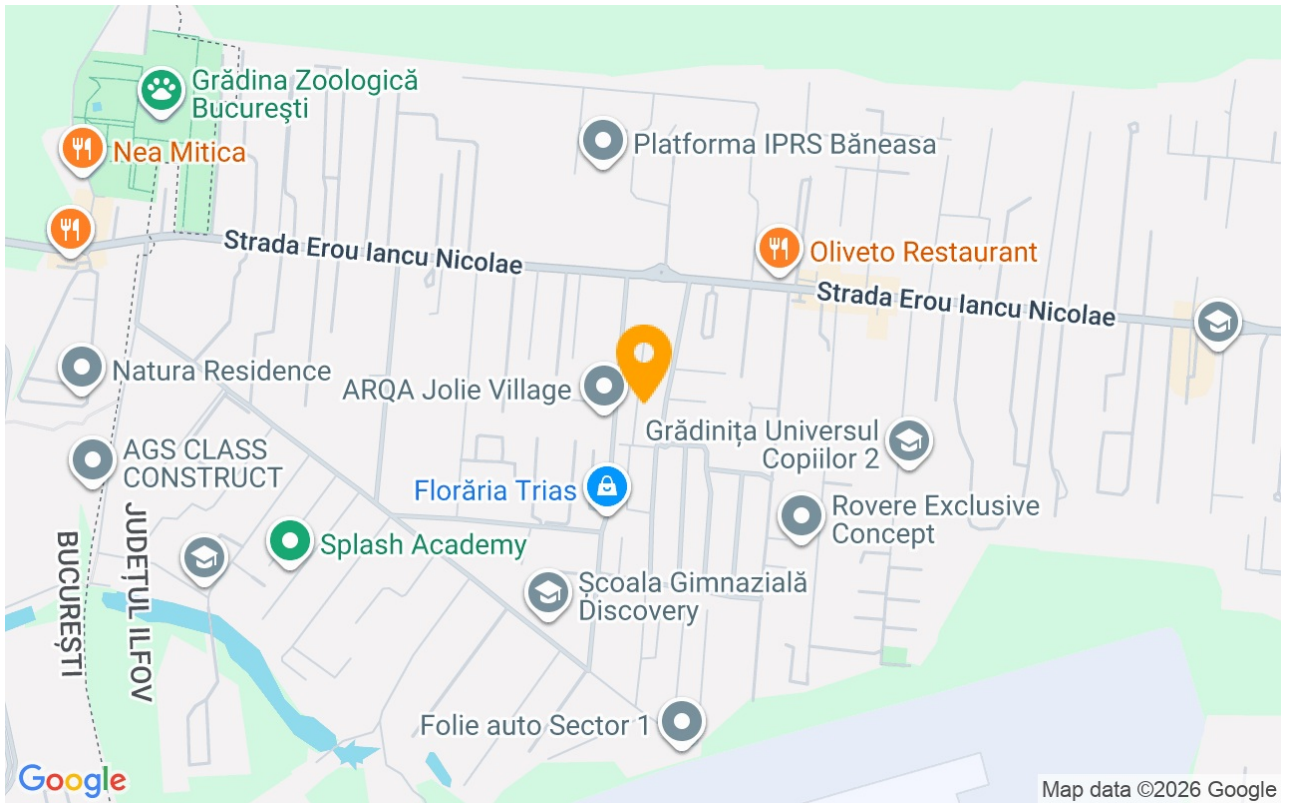 Grădina Zoologică
București
Nea Mitica
Platforma IPRS Băneasa
Strada Erou Iancu Nicolae
Oliveto Restaurant
Strada Erou Iancu Nicolae
Natura Residence
ARQA Jolie Village
Grădinița Universul
Copiilor 2
AGS CLASS
CONSTRUCT
Florăria Trias
Rovere Exclusive
Concept
BUCUREȘTI
JUDEȚUL ILFOV
Splash Academy
Școala Gimnazială
Discovery
Folie auto Sector 1
Google
Map data ©2026 Google